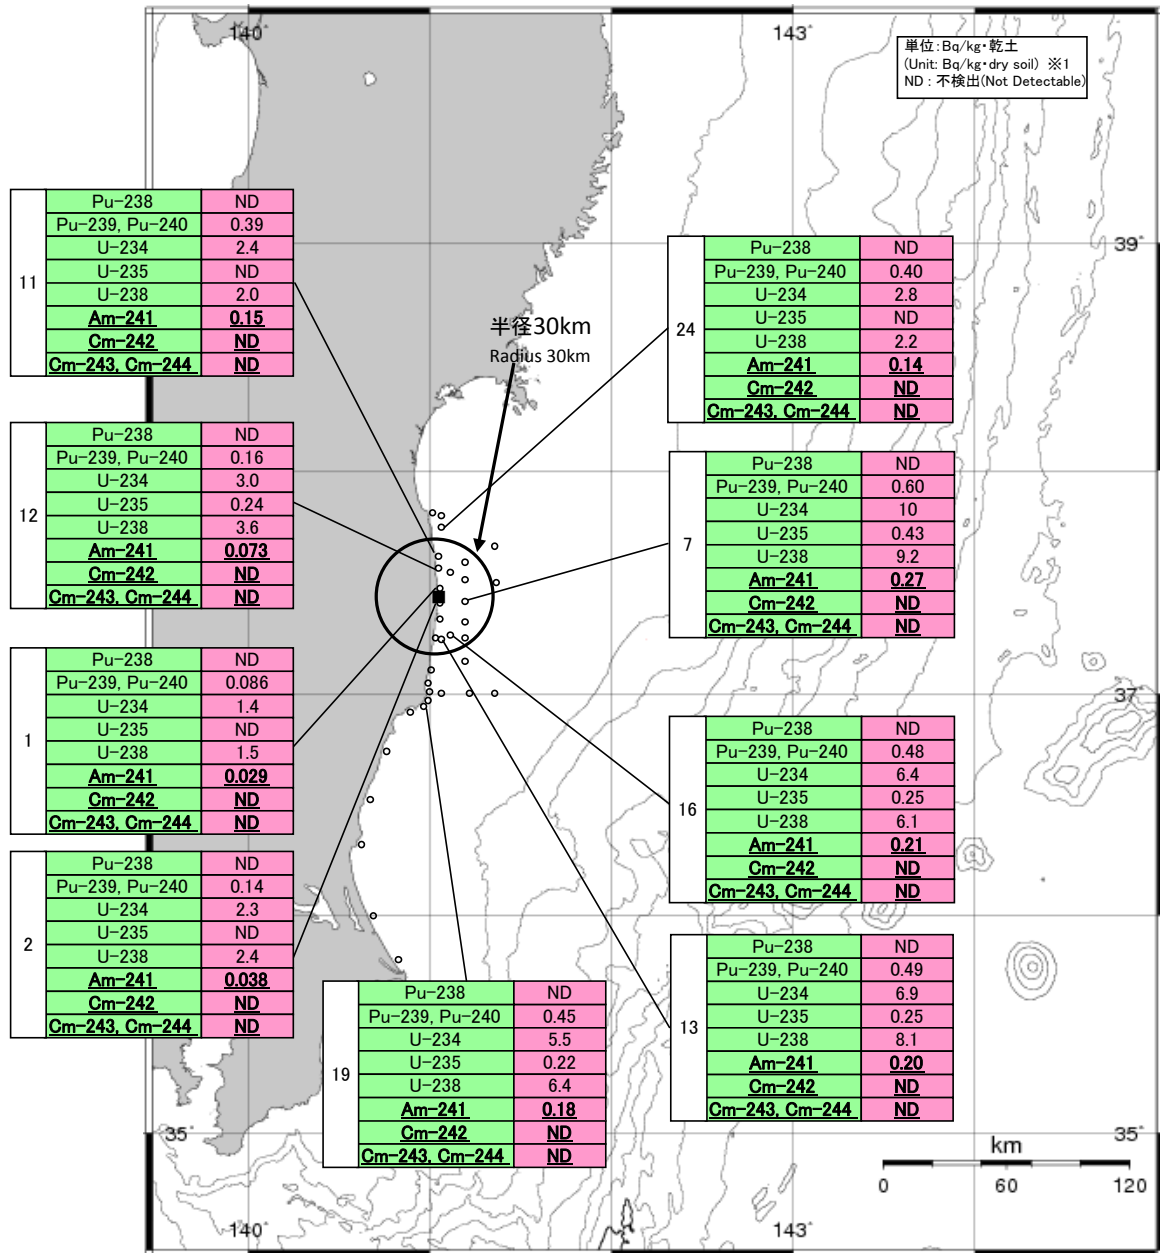 140°
143°
単位:Bq/kg・乾土
(Unit: Bq/kg・dry soil) ※1
ND : 不検出(Not Detectable)
11
Pu-238 ND
Pu-239, Pu-240 0.39
U-234 2.4
U-235 ND
U-238 2.0
Am-241 0.15
Cm-242 ND
Cm-243, Cm-244 ND
39°
24
Pu-238 ND
Pu-239, Pu-240 0.40
U-234 2.8
U-235 ND
U-238 2.2
Am-241 0.14
Cm-242 ND
Cm-243, Cm-244 ND
半径30km
Radius 30km
12
Pu-238 ND
Pu-239, Pu-240 0.16
U-234 3.0
U-235 0.24
U-238 3.6
Am-241 0.073
Cm-242 ND
Cm-243, Cm-244 ND
7
Pu-238 ND
Pu-239, Pu-240 0.60
U-234 10
U-235 0.43
U-238 9.2
Am-241 0.27
Cm-242 ND
Cm-243, Cm-244 ND
1
Pu-238 ND
Pu-239, Pu-240 0.086
U-234 1.4
U-235 ND
U-238 1.5
Am-241 0.029
Cm-242 ND
Cm-243, Cm-244 ND
37°
16
Pu-238 ND
Pu-239, Pu-240 0.48
U-234 6.4
U-235 0.25
U-238 6.1
Am-241 0.21
Cm-242 ND
Cm-243, Cm-244 ND
2
Pu-238 ND
Pu-239, Pu-240 0.14
U-234 2.3
U-235 ND
U-238 2.4
Am-241 0.038
Cm-242 ND
Cm-243, Cm-244 ND
13
Pu-238 ND
Pu-239, Pu-240 0.49
U-234 6.9
U-235 0.25
U-238 8.1
Am-241 0.20
Cm-242 ND
Cm-243, Cm-244 ND
19
Pu-238 ND
Pu-239, Pu-240 0.45
U-234 5.5
U-235 0.22
U-238 6.4
Am-241 0.18
Cm-242 ND
Cm-243, Cm-244 ND
35°
35°
km
0 60 120
140°
143°